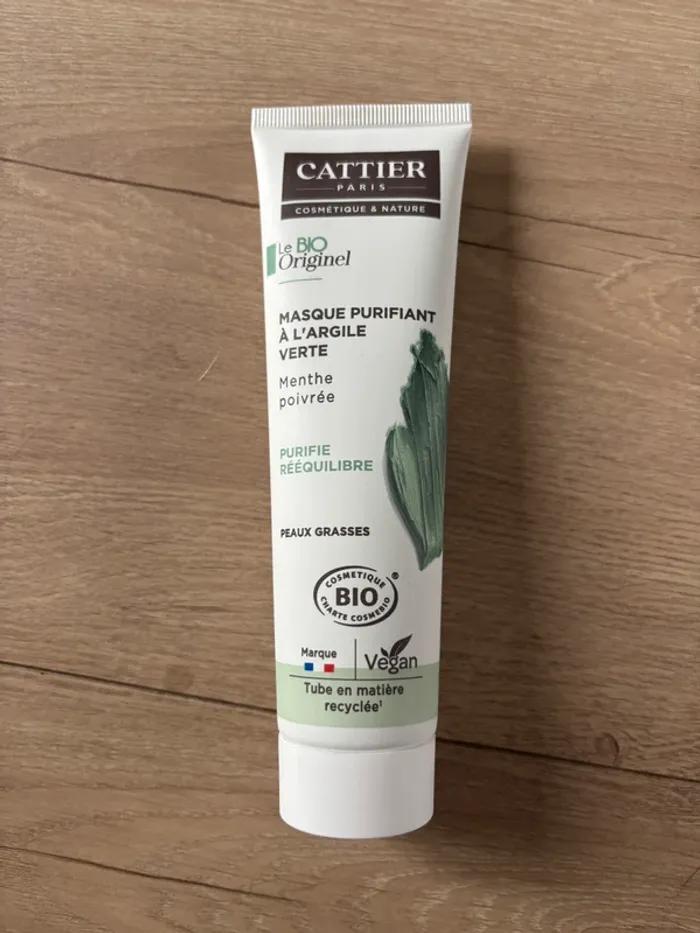 CATTIER
PARIS
COSMÉTIQUE & NATURE
Le BIO
Originel
MASQUE PURIFIANT
À L'ARGILE
VERTE
Menthe
poivrée
PURIFIE
RÉÉQUILIBRE
PEAUX GRASSES
COSMETIQUE
®
BIO
CHARTE COSMEBIO
Marque
Vegan
Tube en matière
recyclée¹